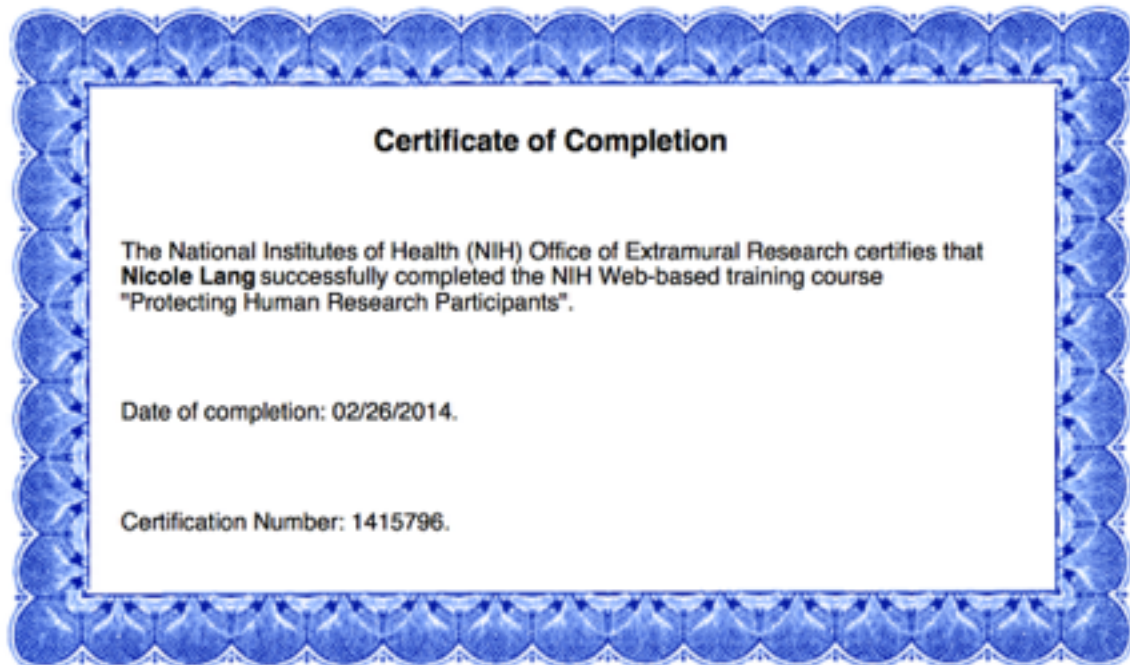 Certificate of Completion
The National Institutes of Health (NIH) Office of Extramural Research certifies that
Nicole Lang successfully completed the NIH Web-based training course
"Protecting Human Research Participants".
Date of completion: 02/26/2014.
Certification Number: 1415796.